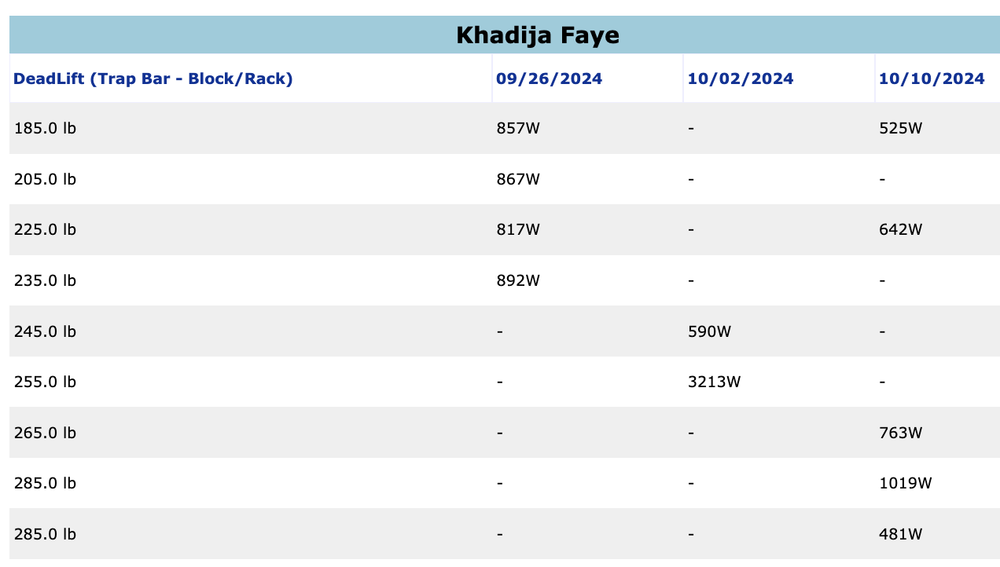 Khadija Faye
DeadLift (Trap Bar - Block/Rack) 09/26/2024 10/02/2024 10/10/2024
185.0 lb 857W - 525W
205.0 lb 867W - -
225.0 lb 817W - 642W
235.0 lb 892W - -
245.0 lb - 590W -
255.0 lb - 3213W -
265.0 lb - - 763W
285.0 lb - - 1019W
285.0 lb - - 481W